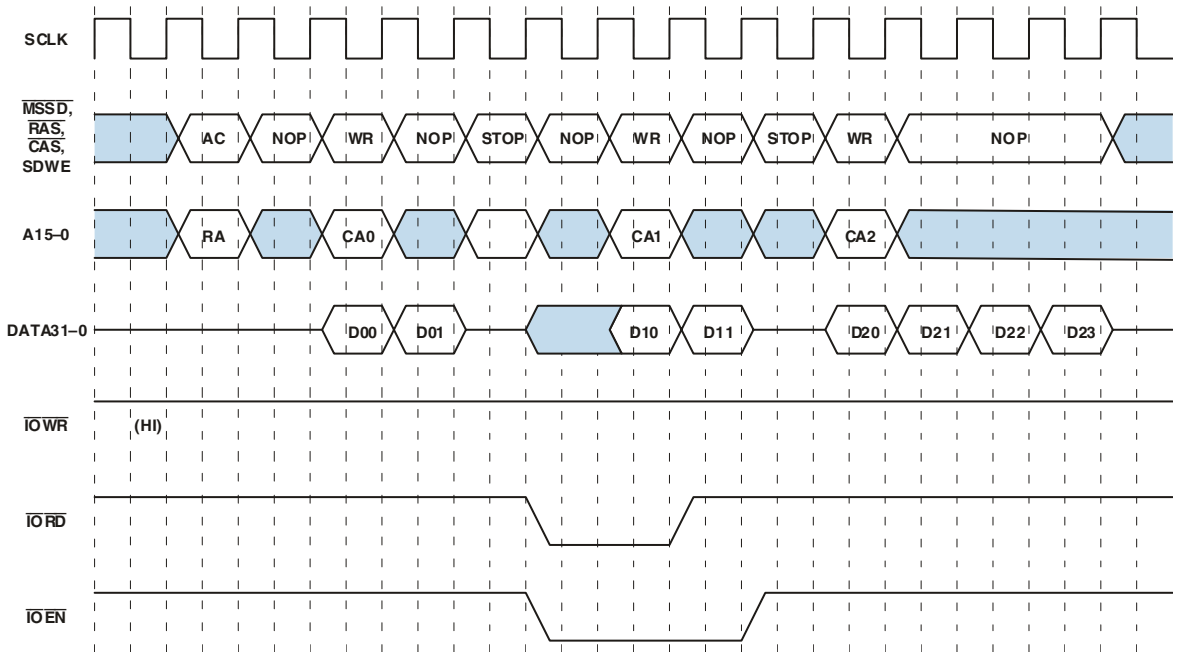 SCLK
MSSD,
RAS,
CAS,
SDWE
AC NOP WR NOP STOP NOP WR NOP STOP WR NOP
A15–0
RA CA0 CA1 CA2
DATA31–0
D00 D01 D10 D11 D20 D21 D22 D23
IOWR
(HI)
IORD
IOEN